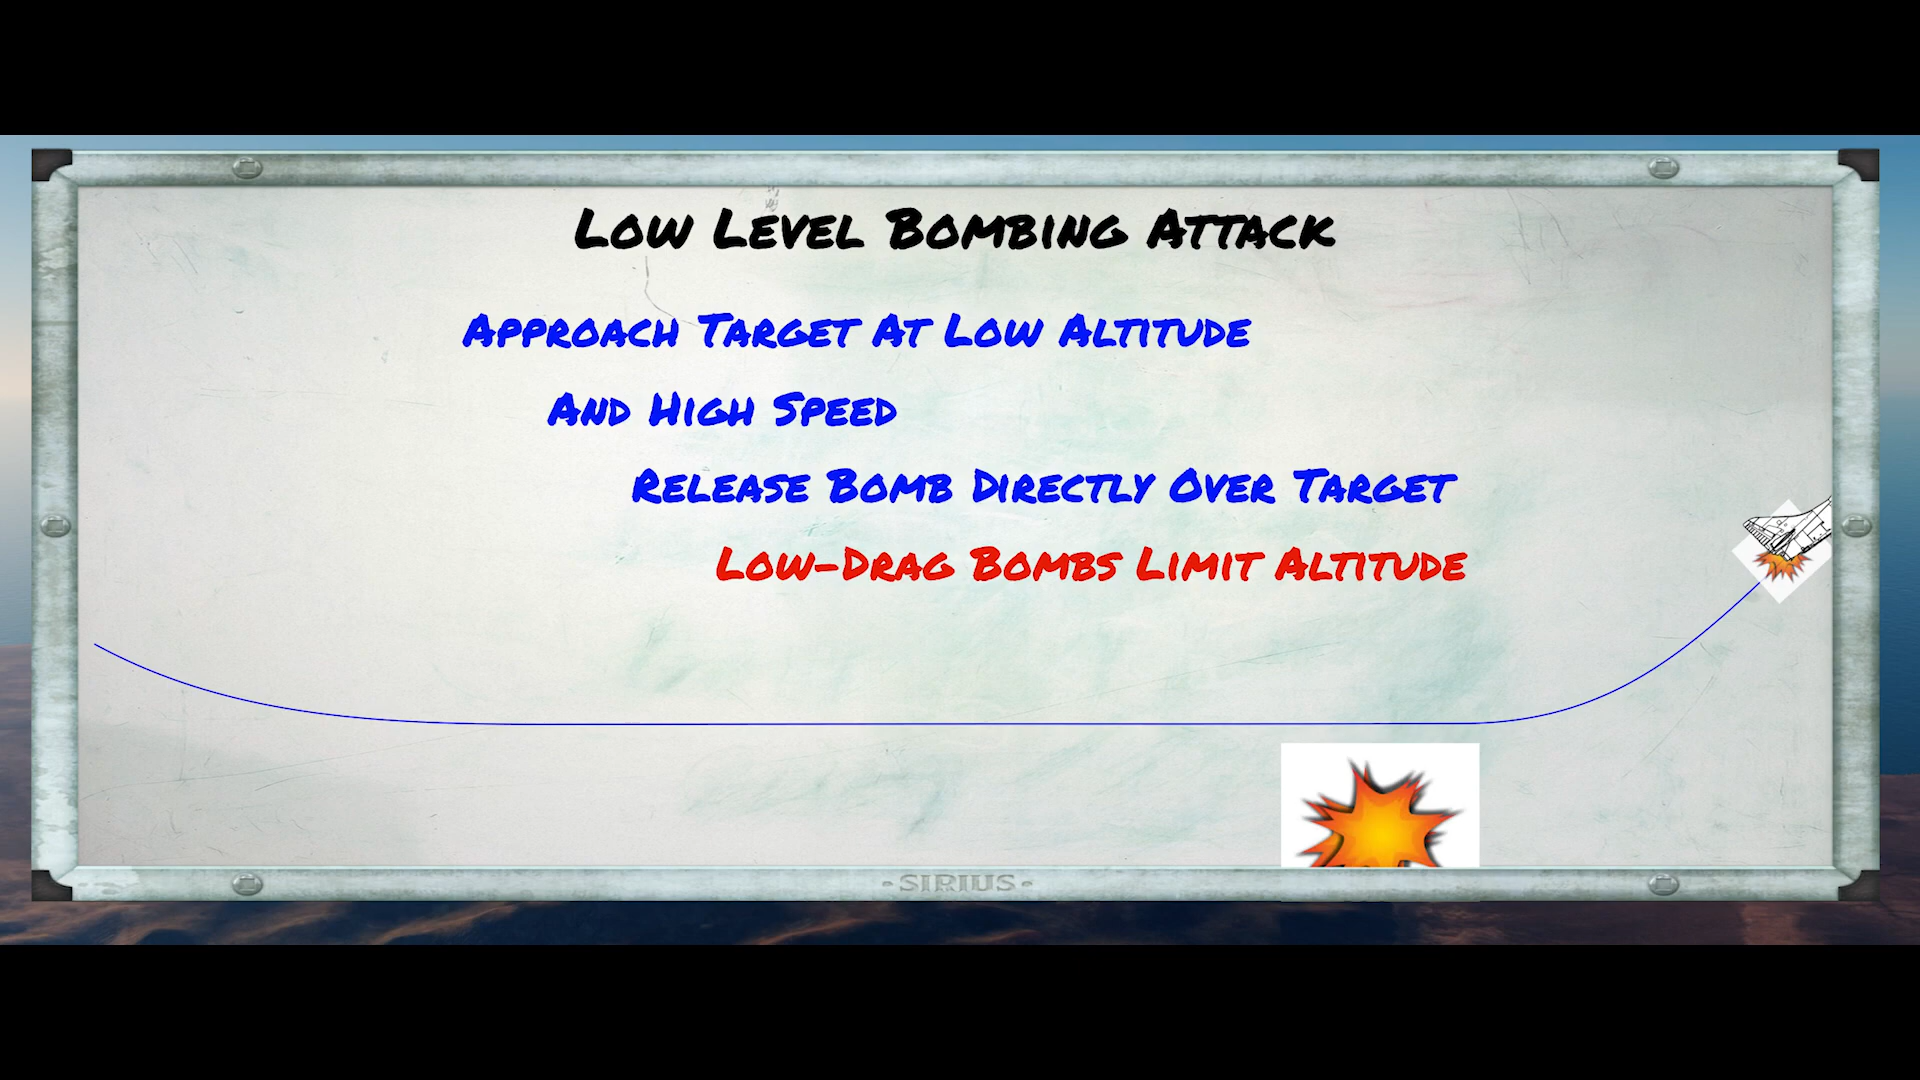 Low Level Bombing Attack
Approach Target At Low Altitude
And High Speed
Release Bomb Directly Over Target
Low-Drag Bombs Limit Altitude
-SIRIUS-